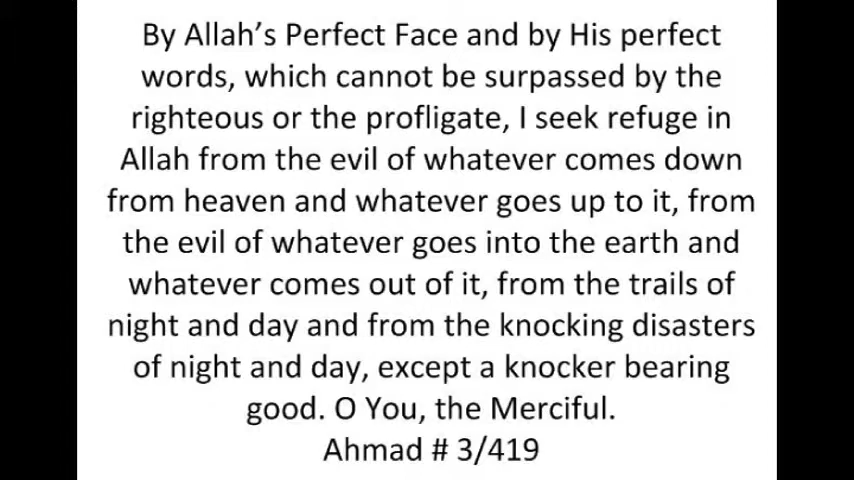 By Allah’s Perfect Face and by His perfect
words, which cannot be surpassed by the
righteous or the profligate, I seek refuge in
Allah from the evil of whatever comes down
from heaven and whatever goes up to it, from
the evil of whatever goes into the earth and
whatever comes out of it, from the trails of
night and day and from the knocking disasters
of night and day, except a knocker bearing
good. O You, the Merciful.
Ahmad # 3/419